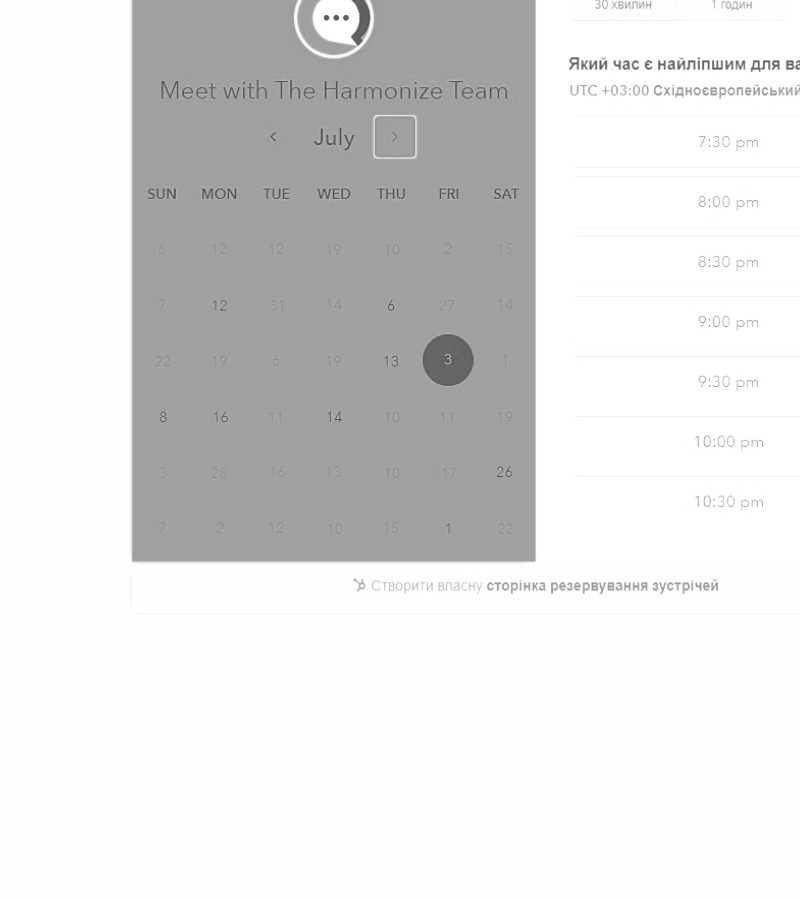 30 хвилин 1 годин
Meet with The Harmonize Team
July
SUN MON TUE WED THU FRI SAT
6 12 12 19 10 2 15
7 12 31 14 6 27 14
22 19 6 19 13 3 1
8 16 11 14 10 11 19
3 28 16 13 10 17 26
7 2 12 10 15 1 22
Який час є найліпшим для ва
UTC +03:00 Східноєвропейський
7:30 pm
8:00 pm
8:30 pm
9:00 pm
9:30 pm
10:00 pm
10:30 pm
Створити власну сторінка резервування зустрічей